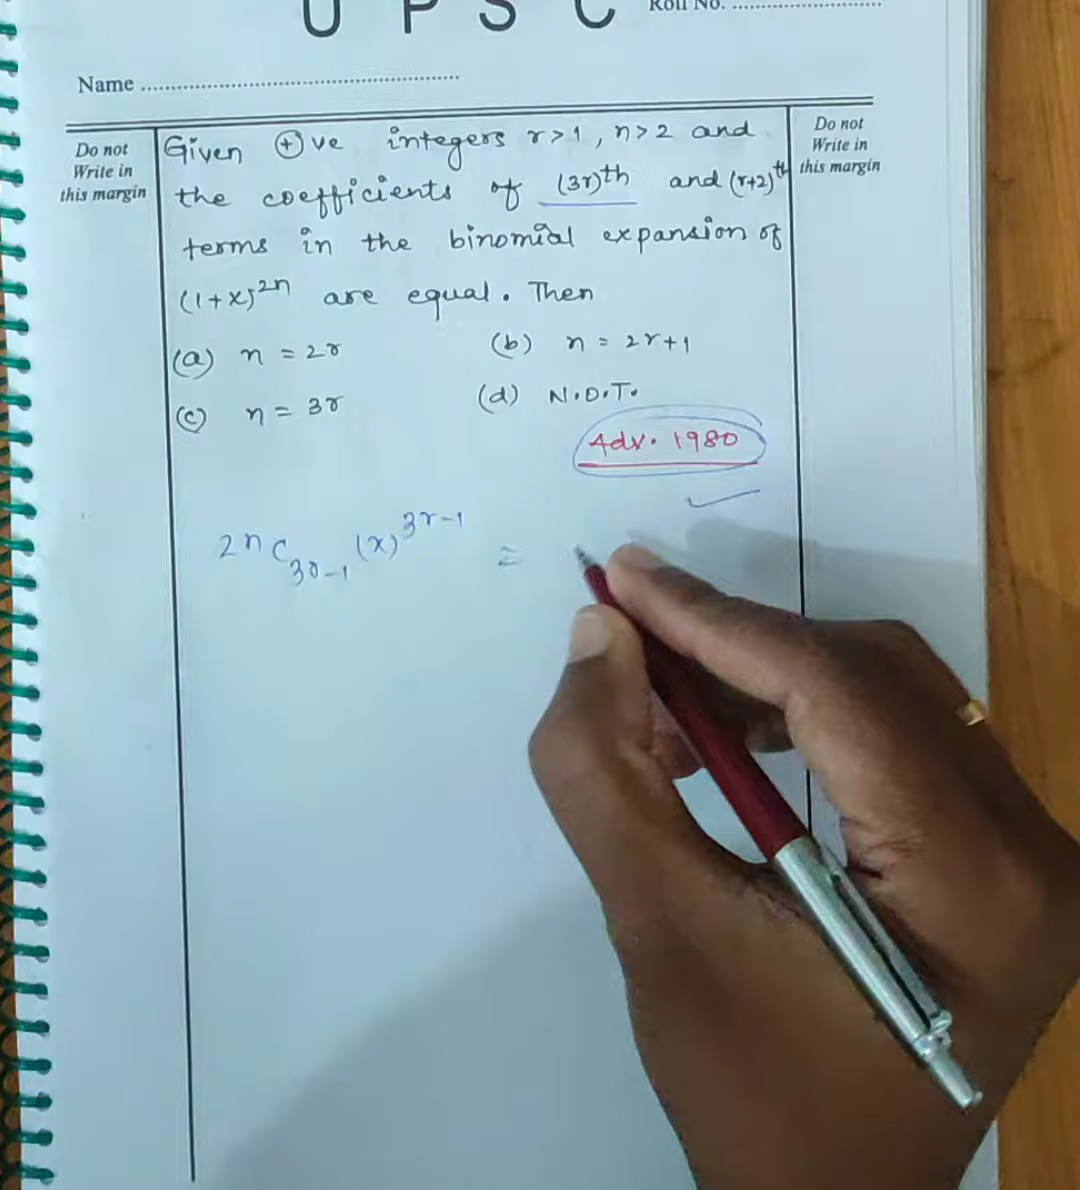 U P S C
Roll No. ........................
Name ........................
Do not
Write in
this margin
Given ⊕ve integers r>1, n>2 and
the coefficients of (3r)th and (r+2)th
terms in the binomial expansion of
(1+x)^2n are equal. Then
(a) n = 2r
(b) n = 2r+1
(c) n = 3r
(d) N.O.T.
Adv. 1980
Do not
Write in
this margin
2nC3r-1 (x)^3r-1 =